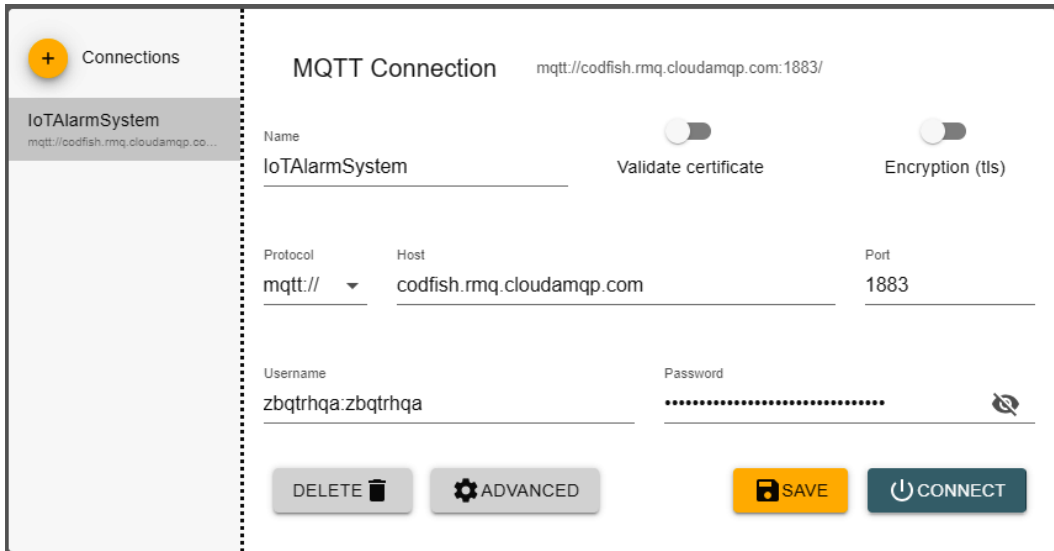 + Connections
IoTAlarmSystem
mqtt://codfish.rmq.cloudamqp.co...
MQTT Connection mqtt://codfish.rmq.cloudamqp.com:1883/
Name
IoTAlarmSystem
Validate certificate
Encryption (tls)
Protocol
mqtt://
Host
codfish.rmq.cloudamqp.com
Port
1883
Username
zbqtrhqa:zbqtrhqa
Password
••••••••••••••••••••••••••••••••
DELETE
ADVANCED
SAVE
CONNECT